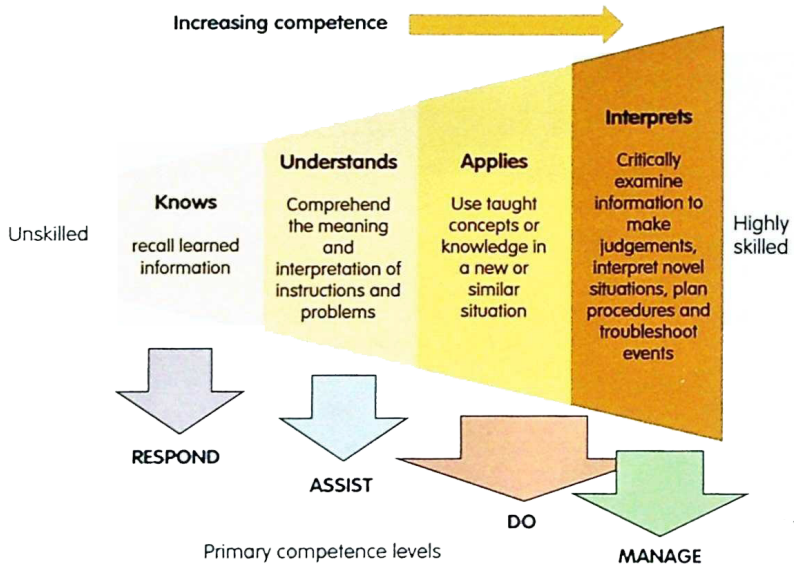 Increasing competence
Unskilled
Knows
recall learned
information
Understands
Comprehend
the meaning
and
interpretation of
instructions and
problems
Applies
Use taught
concepts or
knowledge in
a new or
similar
situation
Interprets
Critically
examine
information to
make
judgements,
interpret novel
situations, plan
procedures and
troubleshoot
events
Highly
skilled
RESPOND
ASSIST
DO
MANAGE
Primary competence levels